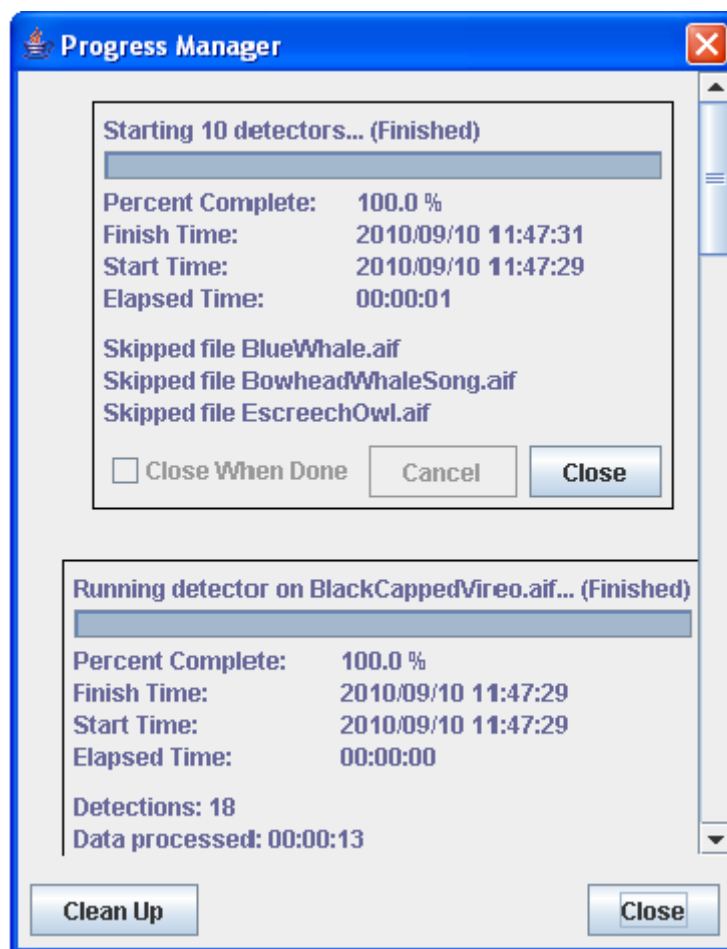 Progress Manager
Starting 10 detectors... (Finished)
Percent Complete: 100.0 %
Finish Time: 2010/09/10 11:47:31
Start Time: 2010/09/10 11:47:29
Elapsed Time: 00:00:01
Skipped file BlueWhale.aif
Skipped file BowheadWhaleSong.aif
Skipped file EscreechOwl.aif
Close When Done Cancel Close
Running detector on BlackCappedVireo.aif... (Finished)
Percent Complete: 100.0 %
Finish Time: 2010/09/10 11:47:29
Start Time: 2010/09/10 11:47:29
Elapsed Time: 00:00:00
Detections: 18
Data processed: 00:00:13
Clean Up Close